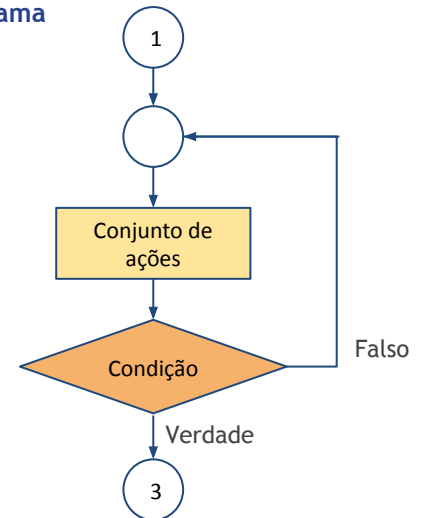 ama
1
Conjunto de
ações
Condição
Falso
Verdade
3